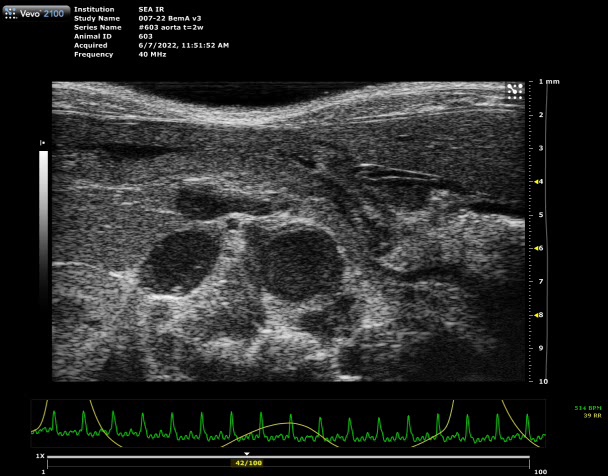 Vevo 2100
Institution SEA IR
Study Name 007-22 BemA v3
Series Name #603 aorta t=2w
Animal ID 603
Acquired 6/7/2022, 11:51:52 AM
Frequency 40 MHz
1 mm
2
3
4
5
6
7
8
9
10
514 BPM
39 RR
1X
42/100
1 100